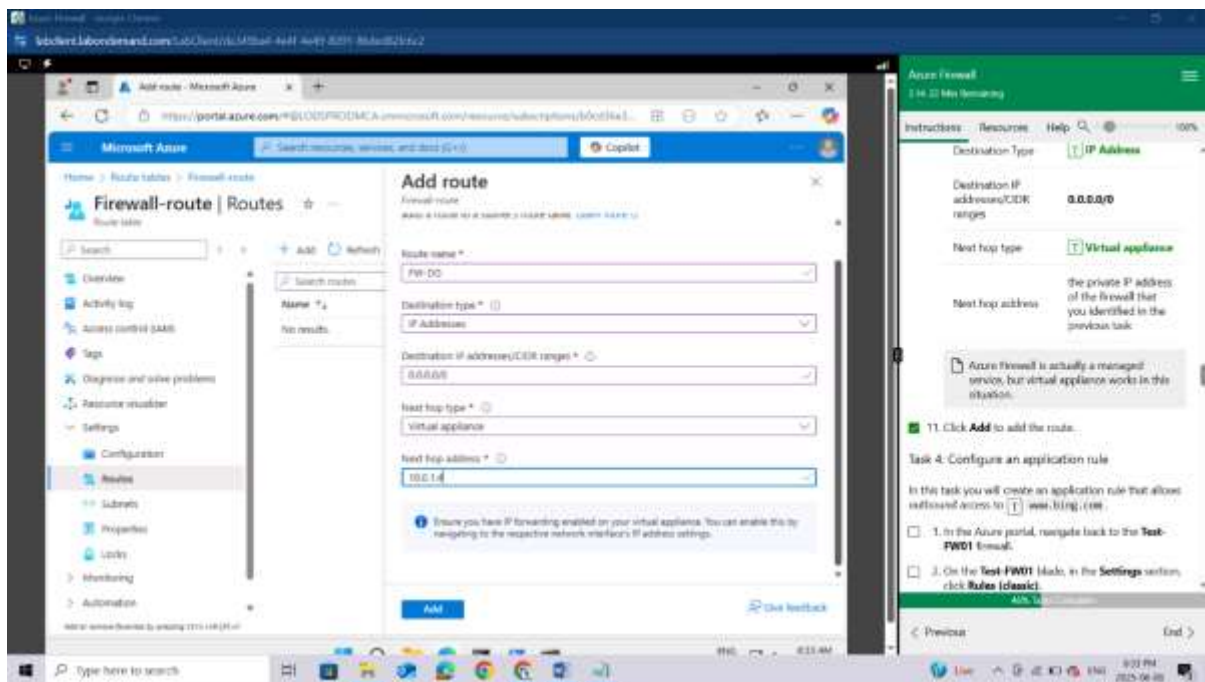 Add route - Microsoft Azure
Microsoft Azure
Search resources, services, and docs (G+/)
Copilot
Home > Route tables > Firewall-route
Firewall-route | Routes
Route table
Search
Add
Refresh
Overview
Activity log
Access control (IAM)
Tags
Diagnose and solve problems
Resource visualizer
Settings
Configuration
Routes
Subnets
Properties
Locks
Monitoring
Automation
Search routes
Name
No results.
Add route
Firewall-route
Route name *
FW-DG
Destination type *
IP Addresses
Destination IP addresses/CIDR ranges *
0.0.0.0/0
Next hop type *
Virtual appliance
Next hop address *
10.0.1.4
Ensure you have IP forwarding enabled on your virtual appliance. You can enable this by
navigating to the respective network interface's IP address settings.
Add
Give feedback
Azure Firewall
Instructions
Resources
Help
100%
Destination Type
IP Address
Destination IP
addresses/CIDR
ranges
0.0.0.0/0
Next hop type
Virtual appliance
Next hop address
the private IP address
of the firewall that
you identified in the
previous task
Azure Firewall is actually a managed
service, but virtual appliance works in this
situation.
11. Click Add to add the route.
Task 4: Configure an application rule
In this task you will create an application rule that allows
outbound access to www.bing.com
1. In the Azure portal, navigate back to the Test-
FW01 firewall.
2. On the Test-FW01 blade, in the Settings section,
click Rules (classic).
< Previous
End >
Type here to search
Live
ENG